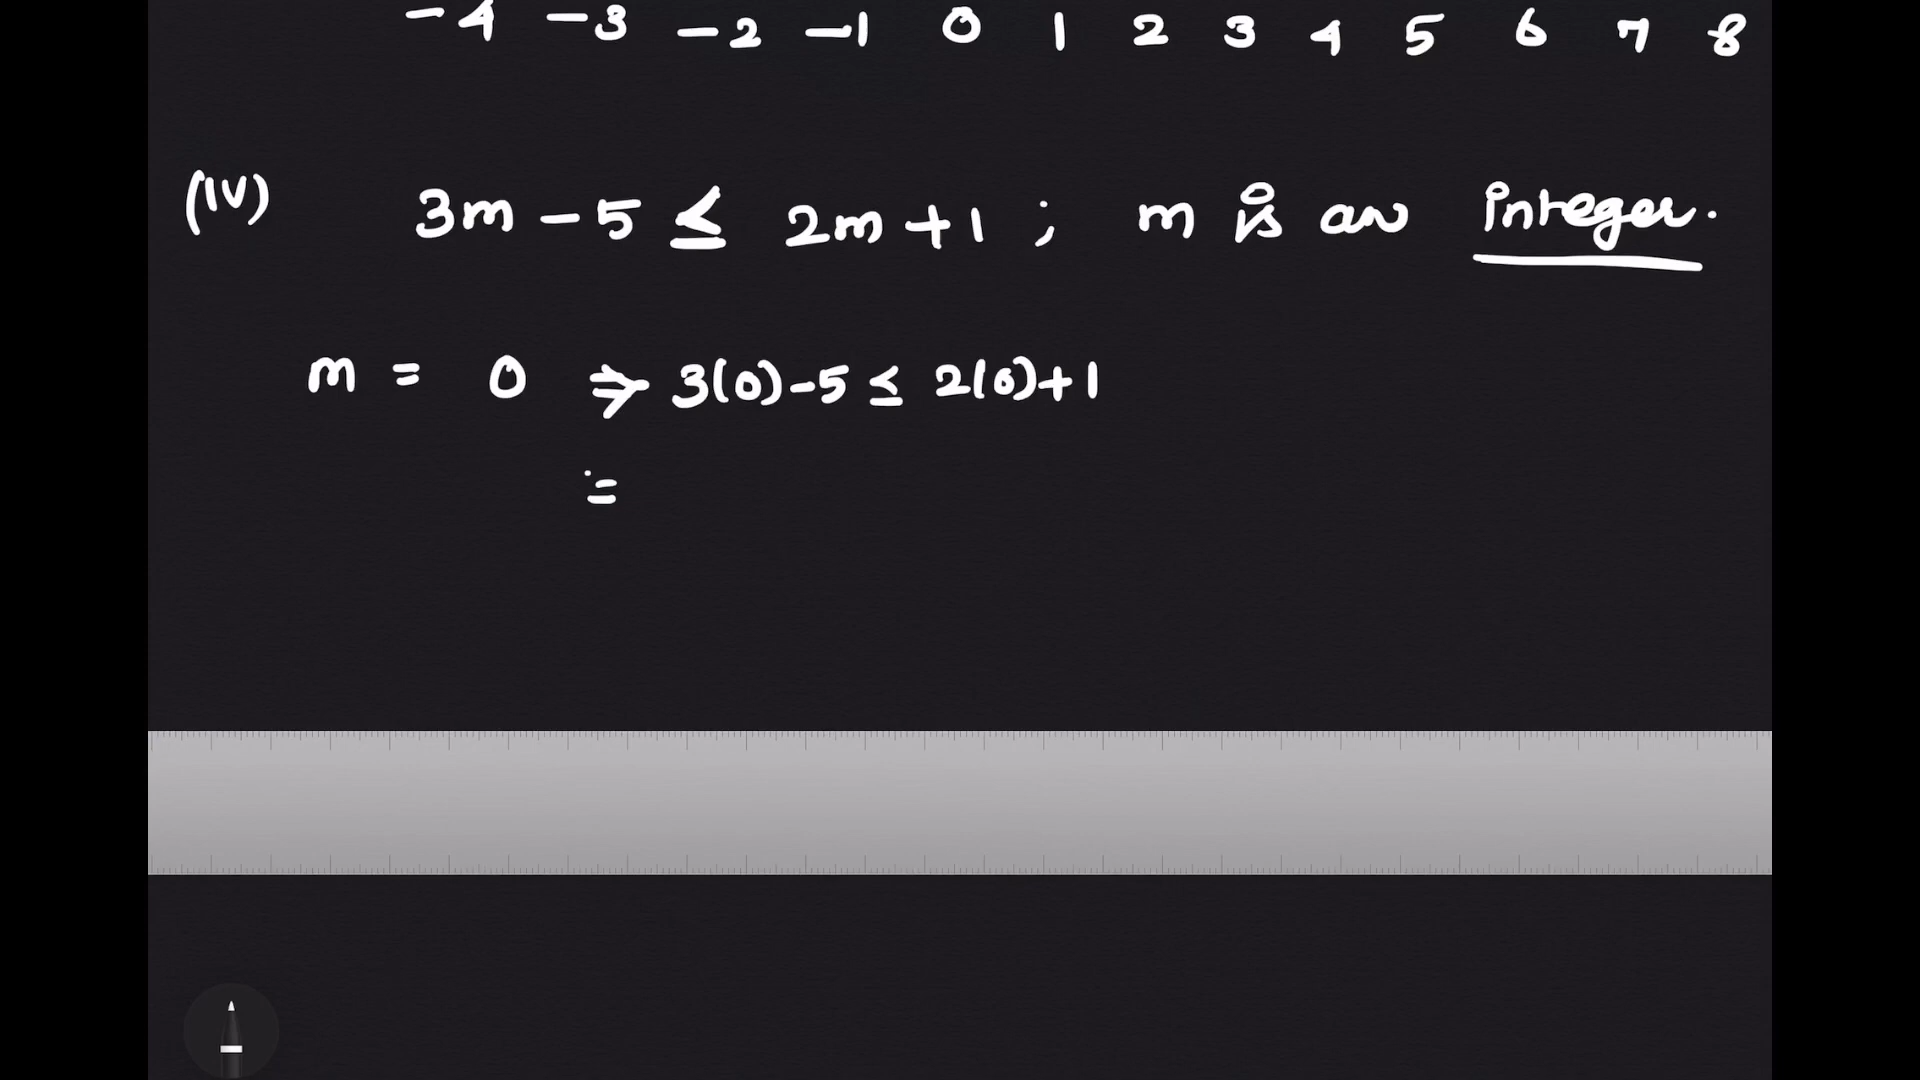 -4 -3 -2 -1 0 1 2 3 4 5 6 7 8
(IV) 3m - 5 ≤ 2m + 1 ; m is an integer.
m = 0 ⇒ 3(0) - 5 ≤ 2(0) + 1
=